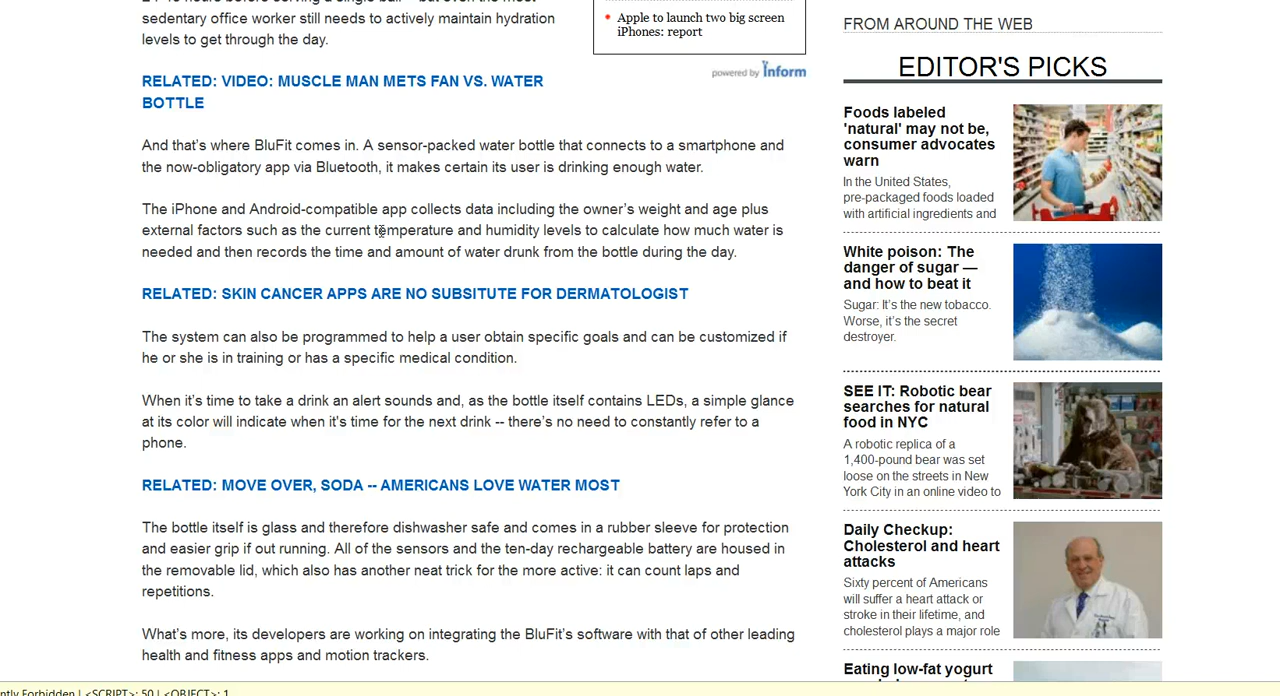 sedentary office worker still needs to actively maintain hydration
levels to get through the day.
RELATED: VIDEO: MUSCLE MAN METS FAN VS. WATER
BOTTLE
And that's where BluFit comes in. A sensor-packed water bottle that connects to a smartphone and
the now-obligatory app via Bluetooth, it makes certain its user is drinking enough water.
The iPhone and Android-compatible app collects data including the owner's weight and age plus
external factors such as the current temperature and humidity levels to calculate how much water is
needed and then records the time and amount of water drunk from the bottle during the day.
RELATED: SKIN CANCER APPS ARE NO SUBSITUTE FOR DERMATOLOGIST
The system can also be programmed to help a user obtain specific goals and can be customized if
he or she is in training or has a specific medical condition.
When it's time to take a drink an alert sounds and, as the bottle itself contains LEDs, a simple glance
at its color will indicate when it's time for the next drink -- there's no need to constantly refer to a
phone.
RELATED: MOVE OVER, SODA -- AMERICANS LOVE WATER MOST
The bottle itself is glass and therefore dishwasher safe and comes in a rubber sleeve for protection
and easier grip if out running. All of the sensors and the ten-day rechargeable battery are housed in
the removable lid, which also has another neat trick for the more active: it can count laps and
repetitions.
What's more, its developers are working on integrating the BluFit's software with that of other leading
health and fitness apps and motion trackers.
Apple to launch two big screen
iPhones: report
powered by inform
FROM AROUND THE WEB
EDITOR'S PICKS
Foods labeled
'natural' may not be,
consumer advocates
warn
In the United States,
pre-packaged foods loaded
with artificial ingredients and
White poison: The
danger of sugar —
and how to beat it
Sugar: It's the new tobacco.
Worse, it's the secret
destroyer.
SEE IT: Robotic bear
searches for natural
food in NYC
A robotic replica of a
1,400-pound bear was set
loose on the streets in New
York City in an online video to
Daily Checkup:
Cholesterol and heart
attacks
Sixty percent of Americans
will suffer a heart attack or
stroke in their lifetime, and
cholesterol plays a major role
Eating low-fat yogurt
ntly Forbidden | <SCRIPT>: 50 | <OBJECT>: 1